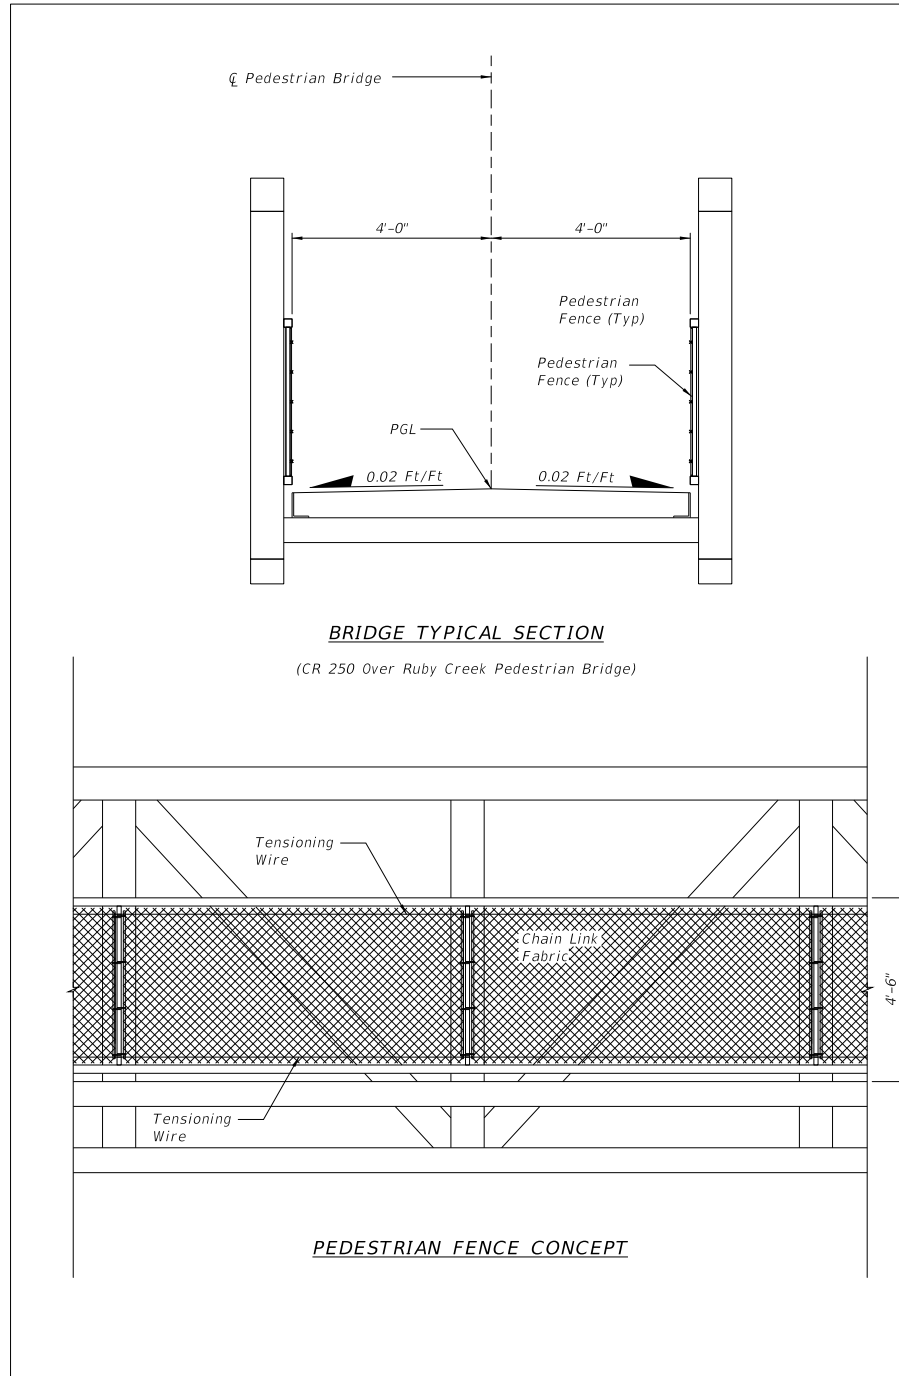 ℄ Pedestrian Bridge
4'-0"
4'-0"
Pedestrian
Fence (Typ)
Pedestrian
Fence (Typ)
PGL
0.02 Ft/Ft
0.02 Ft/Ft
BRIDGE TYPICAL SECTION
(CR 250 Over Ruby Creek Pedestrian Bridge)
Tensioning
Wire
Chain Link
Fabric
4'-6"
Tensioning
Wire
PEDESTRIAN FENCE CONCEPT